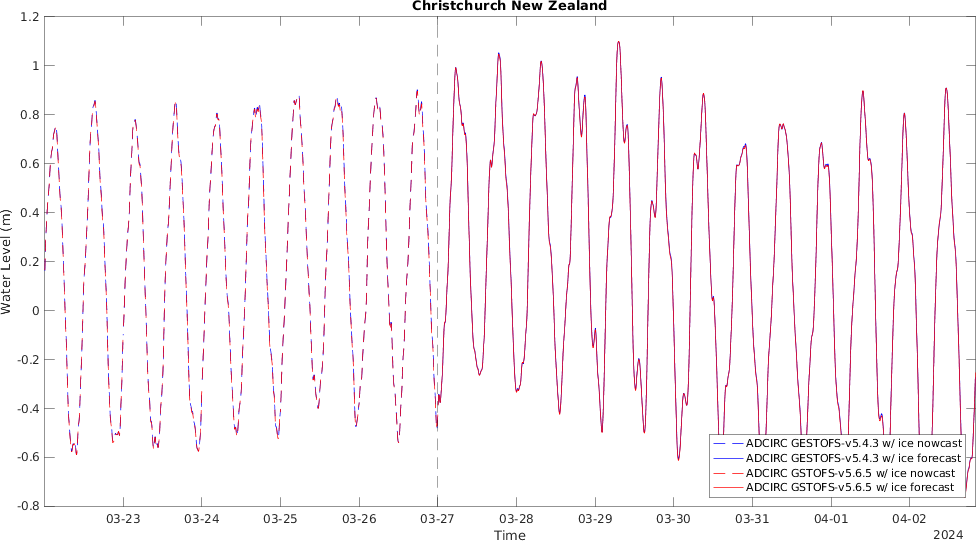 Christchurch New Zealand
1.2
1
0.8
0.6
0.4
0.2
0
-0.2
-0.4
-0.6
-0.8
Water Level (m)
ADCIRC GESTOFS-v5.4.3 w/ ice nowcast
ADCIRC GESTOFS-v5.4.3 w/ ice forecast
ADCIRC GSTOFS-v5.6.5 w/ ice nowcast
ADCIRC GSTOFS-v5.6.5 w/ ice forecast
03-23 03-24 03-25 03-26 03-27 03-28 03-29 03-30 03-31 04-01 04-02
Time
2024